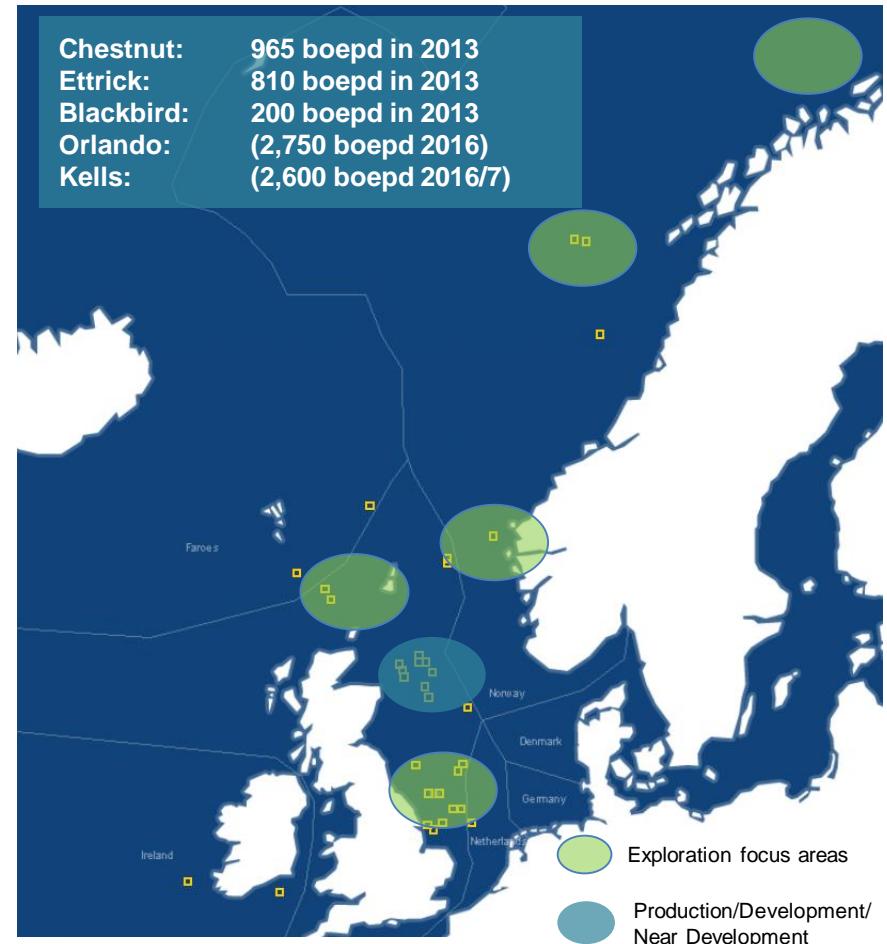 Chestnut: 965 boepd in 2013
Ettrick: 810 boepd in 2013
Blackbird: 200 boepd in 2013
Orlando: (2,750 boepd 2016)
Kells: (2,600 boepd 2016/7)
Faroes
Norway
Denmark
Germany
Netherlands
Ireland
Exploration focus areas
Production/Development/
Near Development